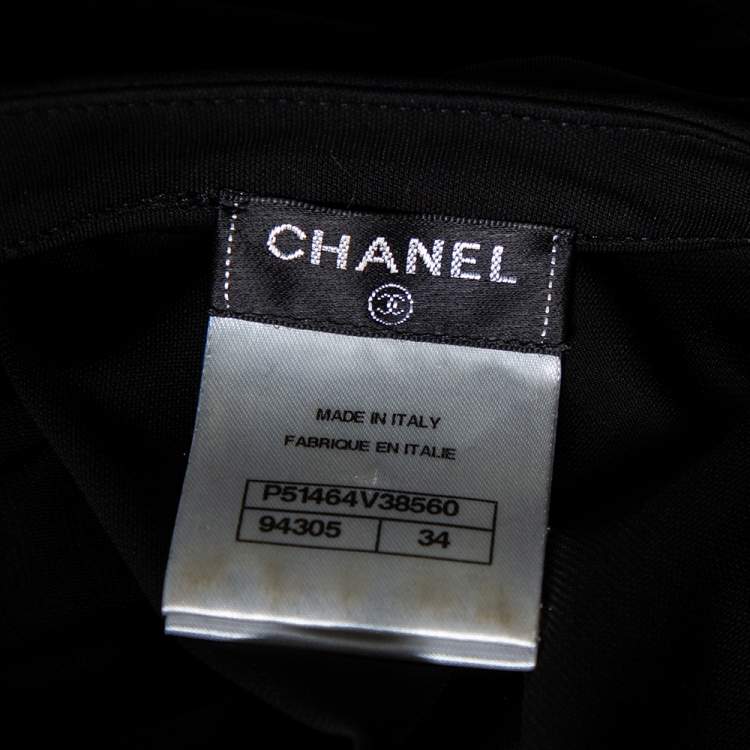 CHANEL
MADE IN ITALY
FABRIQUE EN ITALIE
P51464V38560
94305 34